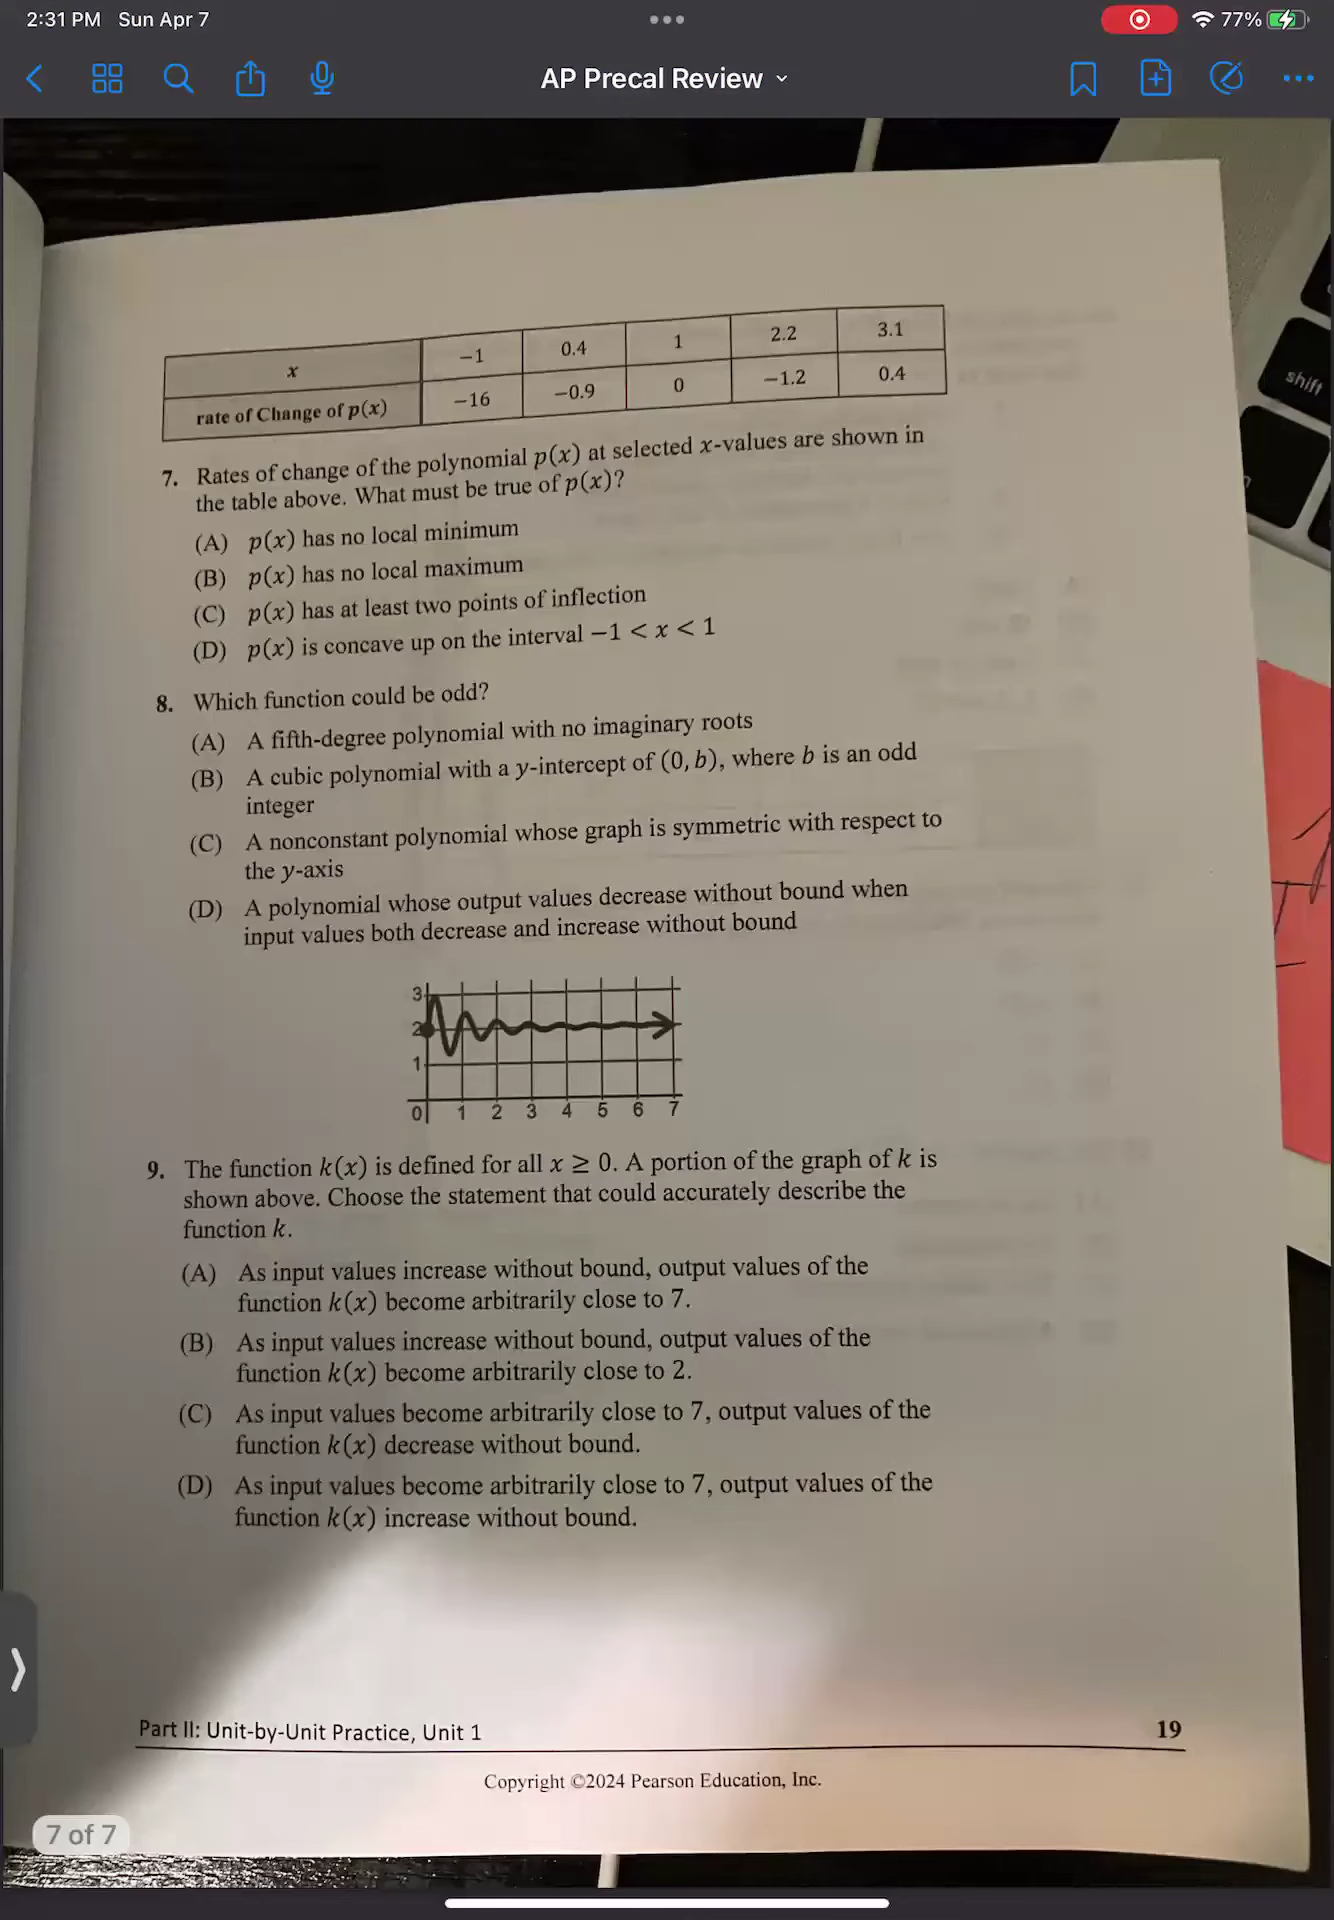 2:31 PM Sun Apr 7
77%
AP Precal Review
x −1 0.4 1 2.2 3.1
rate of Change of p(x) −16 −0.9 0 −1.2 0.4
7. Rates of change of the polynomial p(x) at selected x-values are shown in
the table above. What must be true of p(x)?
(A) p(x) has no local minimum
(B) p(x) has no local maximum
(C) p(x) has at least two points of inflection
(D) p(x) is concave up on the interval −1 < x < 1
8. Which function could be odd?
(A) A fifth-degree polynomial with no imaginary roots
(B) A cubic polynomial with a y-intercept of (0, b), where b is an odd
integer
(C) A nonconstant polynomial whose graph is symmetric with respect to
the y-axis
(D) A polynomial whose output values decrease without bound when
input values both decrease and increase without bound
3
2
1
0 1 2 3 4 5 6 7
9. The function k(x) is defined for all x ≥ 0. A portion of the graph of k is
shown above. Choose the statement that could accurately describe the
function k.
(A) As input values increase without bound, output values of the
function k(x) become arbitrarily close to 7.
(B) As input values increase without bound, output values of the
function k(x) become arbitrarily close to 2.
(C) As input values become arbitrarily close to 7, output values of the
function k(x) decrease without bound.
(D) As input values become arbitrarily close to 7, output values of the
function k(x) increase without bound.
Part II: Unit-by-Unit Practice, Unit 1
19
Copyright ©2024 Pearson Education, Inc.
7 of 7
shift